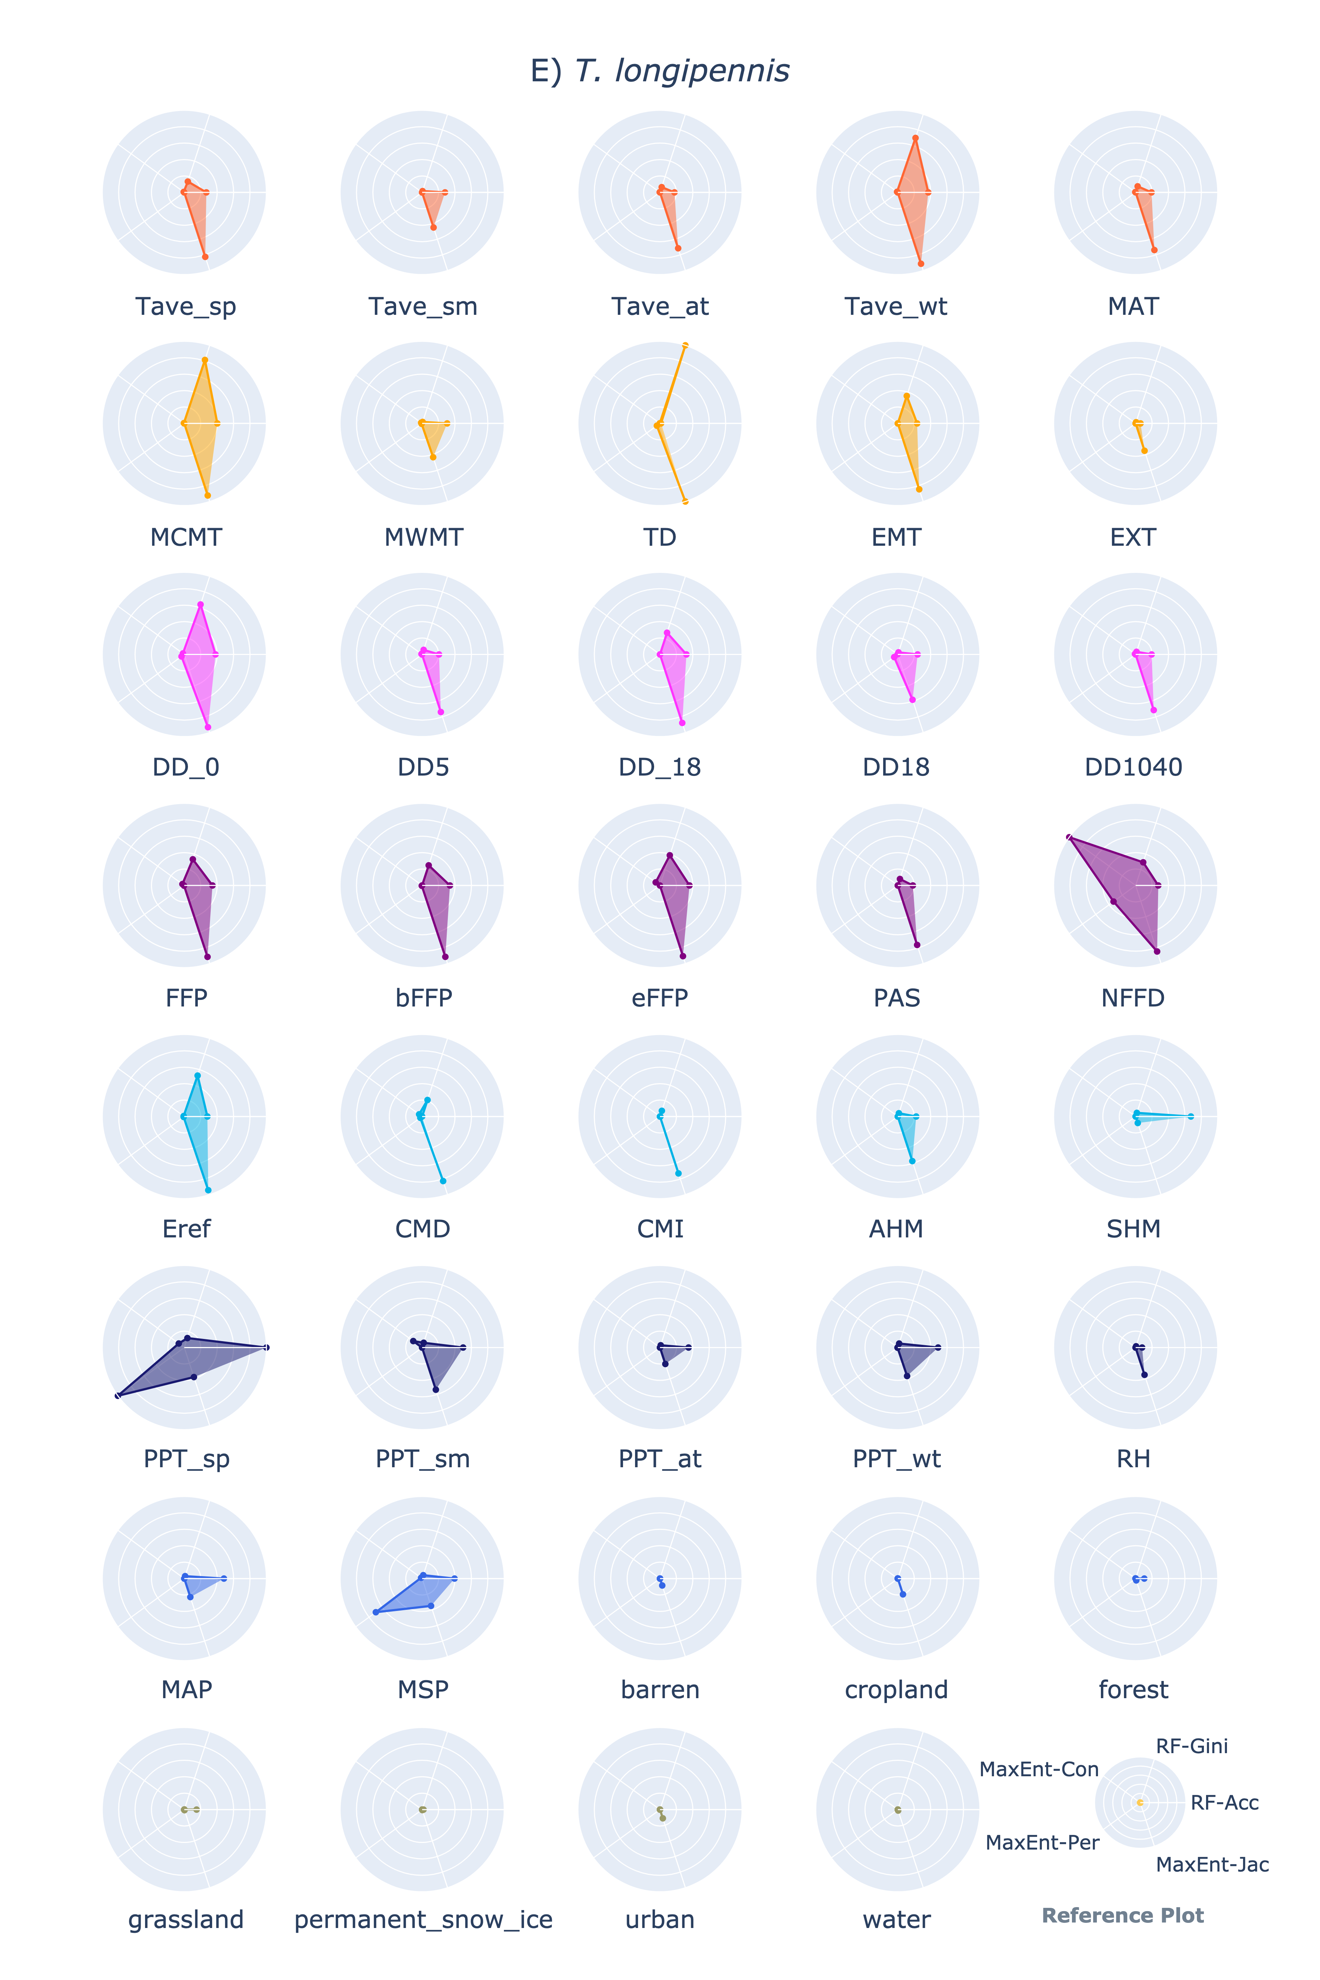 E) T. longipennis
Tave_sp Tave_sm Tave_at Tave_wt MAT
MCMT MWMT TD EMT EXT
DD_0 DD5 DD_18 DD18 DD1040
FFP bFFP eFFP PAS NFFD
Eref CMD CMI AHM SHM
PPT_sp PPT_sm PPT_at PPT_wt RH
MAP MSP barren cropland forest
RF-Gini
MaxEnt-Con
RF-Acc
MaxEnt-Per
MaxEnt-Jac
grassland permanent_snow_ice urban water Reference Plot